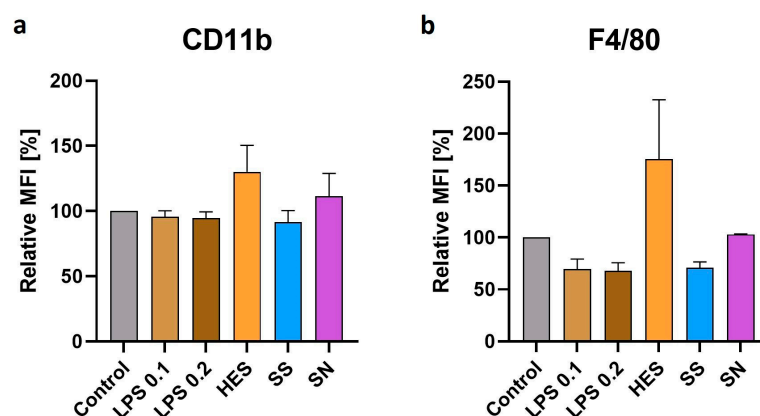 a
CD11b
Relative MFI [%]
200
150
100
50
0
Control
LPS 0.1
LPS 0.2
HES
SS
SN
b
F4/80
Relative MFI [%]
250
200
150
100
50
0
Control
LPS 0.1
LPS 0.2
HES
SS
SN